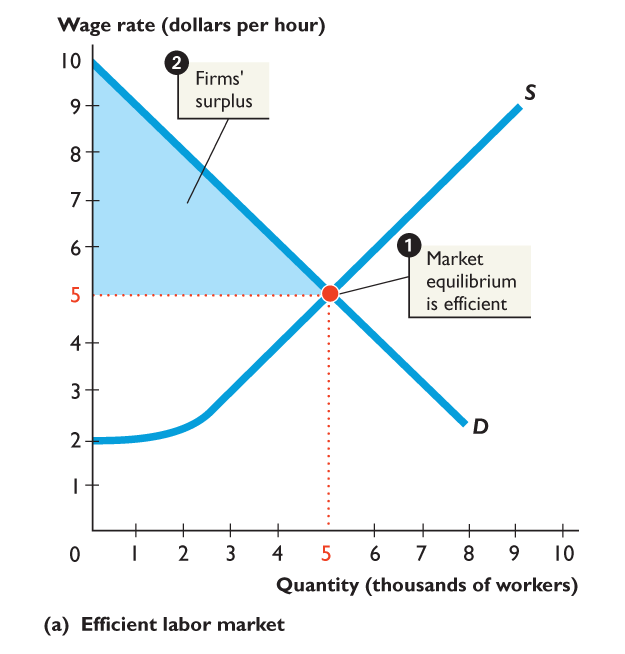 Wage rate (dollars per hour)
10
9
8
7
6
5
4
3
2
1
0
1 2 3 4 5 6 7 8 9 10
Quantity (thousands of workers)
2
Firms'
surplus
S
1
Market
equilibrium
is efficient
D
(a) Efficient labor market